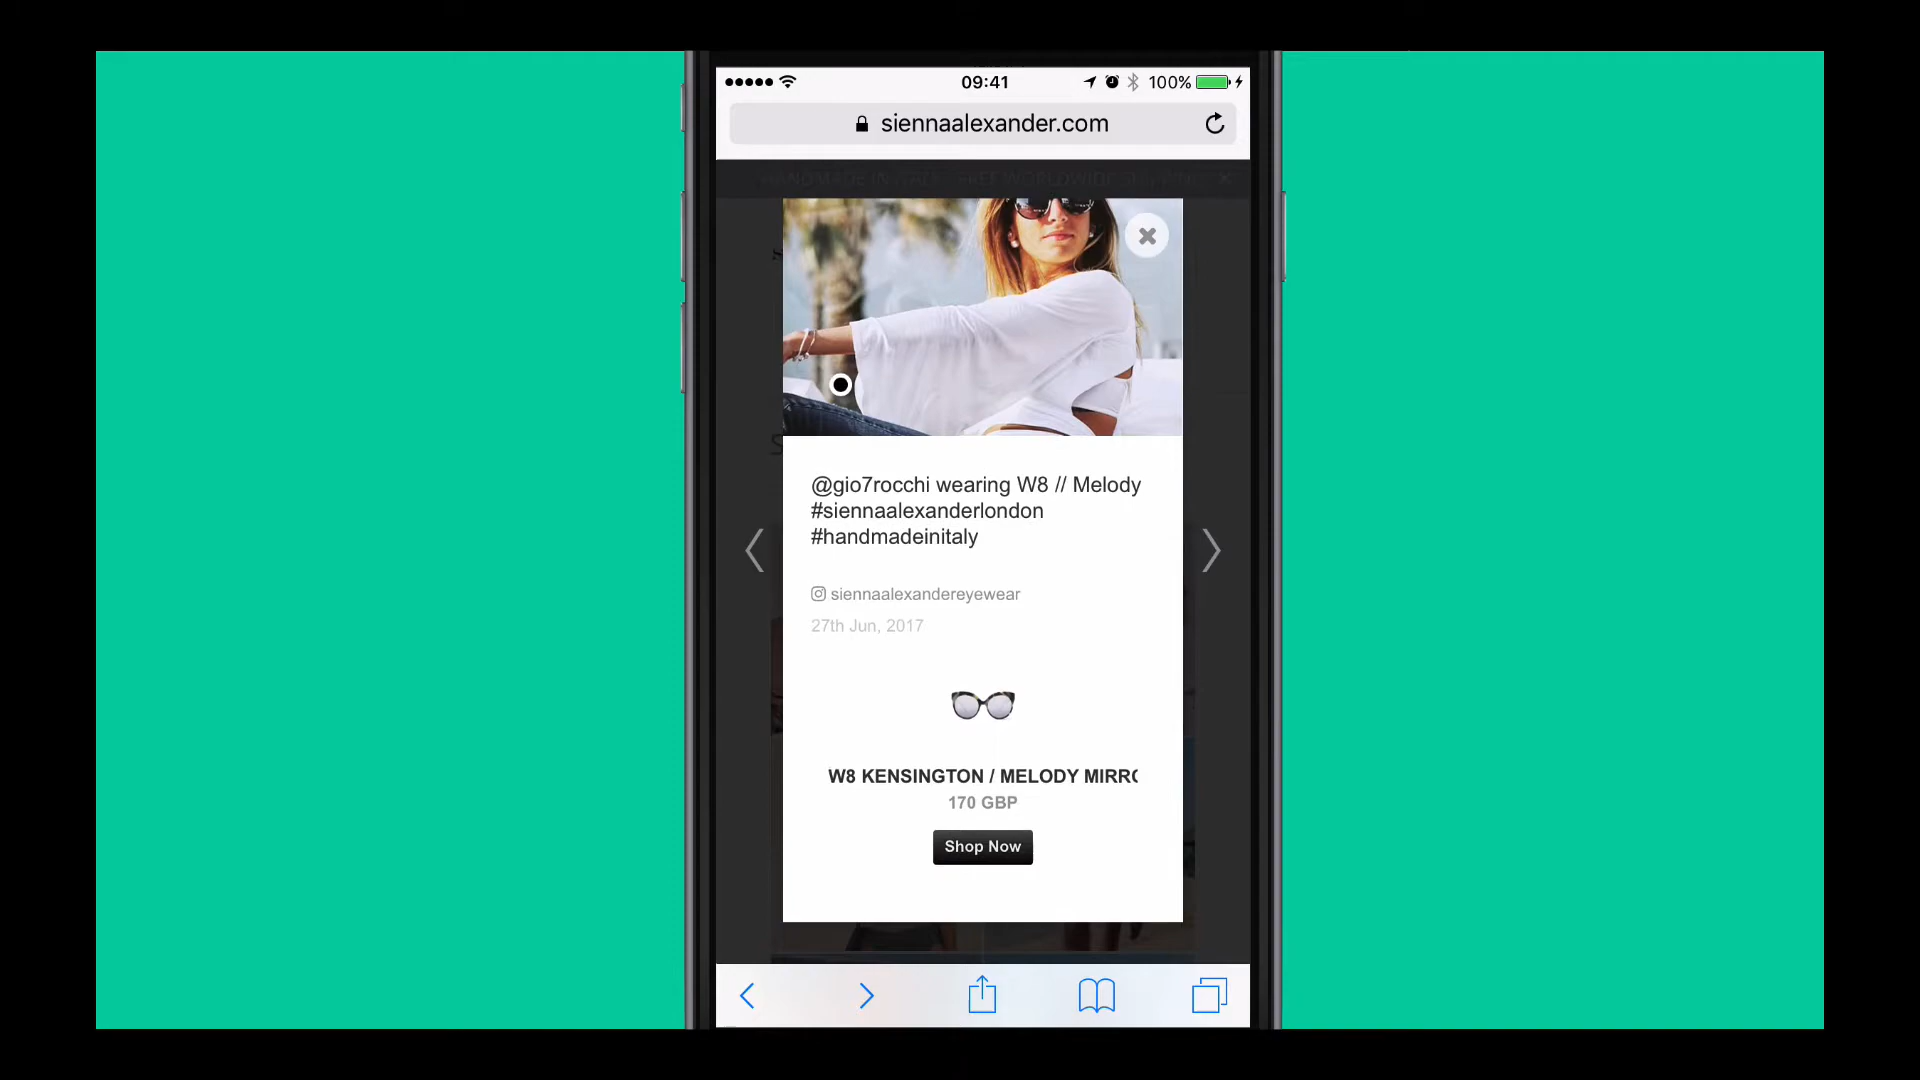 09:41
100%
siennaalexander.com
@gio7rocchi wearing W8 // Melody
#siennaalexanderlondon
#handmadeinitaly
siennaalexandereyewear
27th Jun, 2017
W8 KENSINGTON / MELODY MIRRO
170 GBP
Shop Now